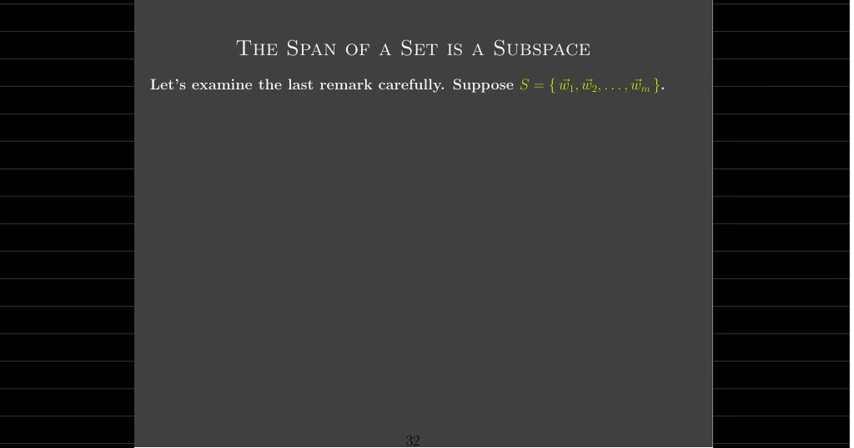 The Span of a Set is a Subspace
Let's examine the last remark carefully. Suppose S = { w⃗₁, w⃗₂, . . . , w⃗ₘ }.
32